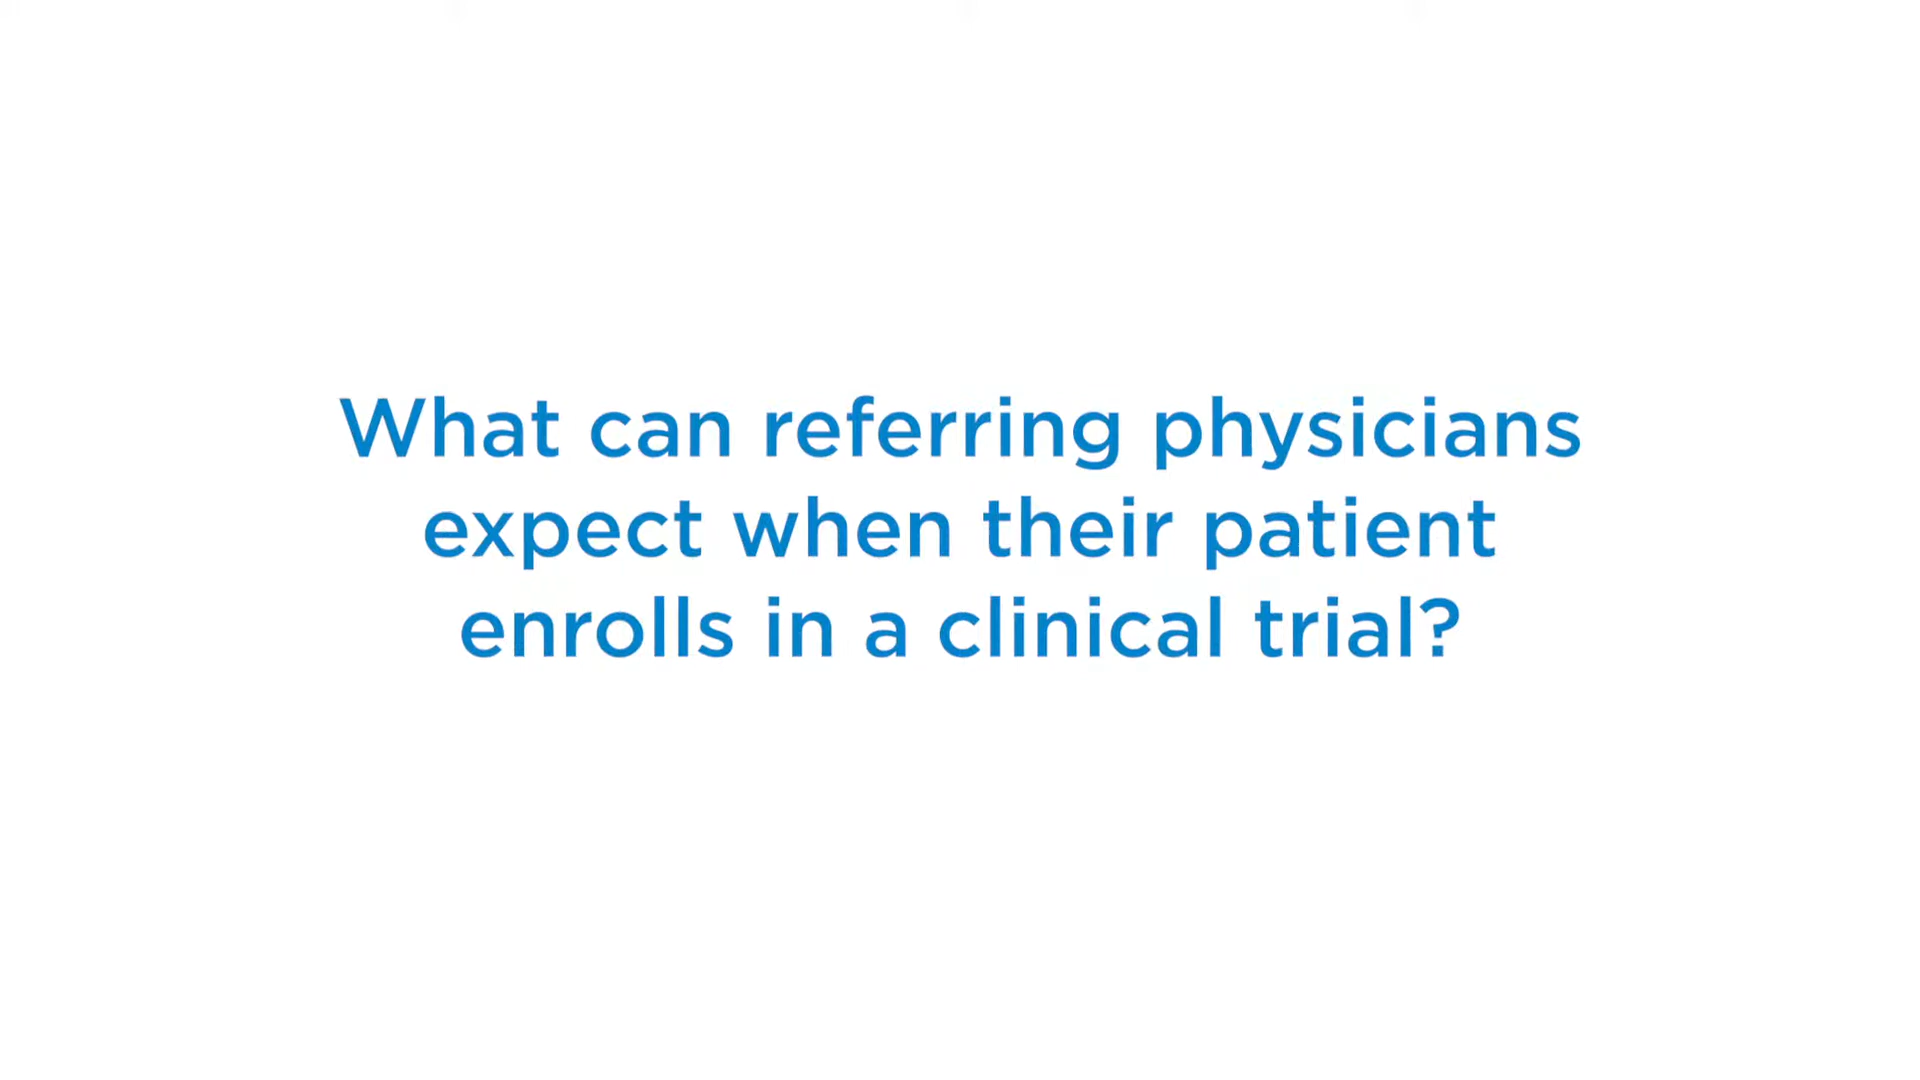 What can referring physicians
expect when their patient
enrolls in a clinical trial?